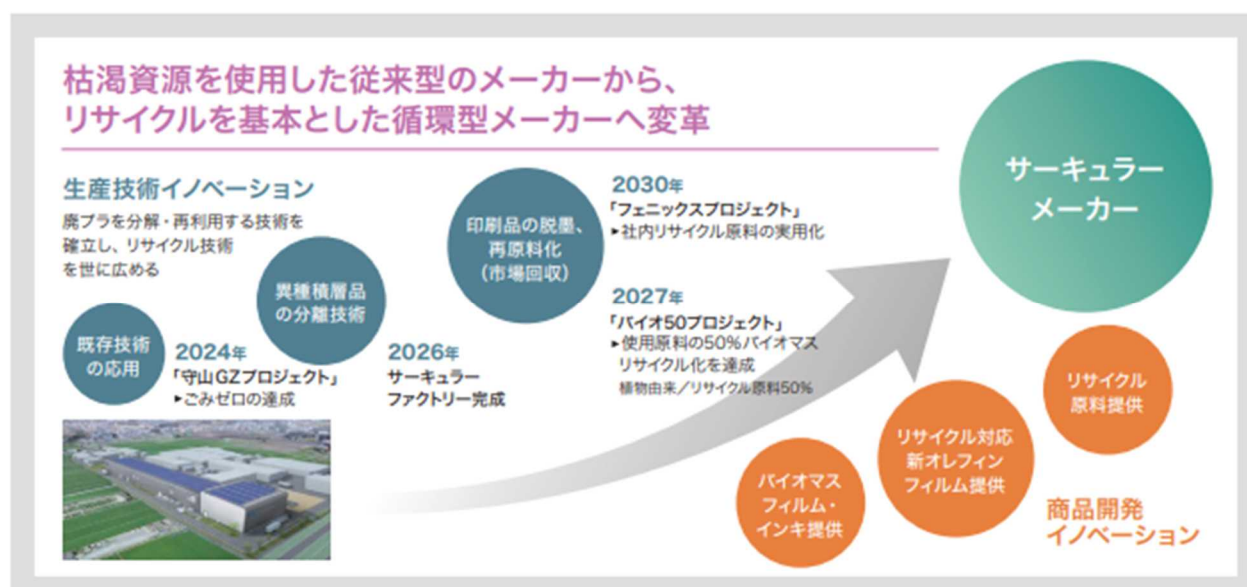 枯渇資源を使用した従来型のメーカーから、
リサイクルを基本とした循環型メーカーへ変革
サーキュラー
メーカー
生産技術イノベーション
廃プラを分解・再利用する技術を
確立し、リサイクル技術
を世に広める
既存技術
の応用
2024年
「守山GZプロジェクト」
▸ごみゼロの達成
異種積層品
の分離技術
2026年
サーキュラー
ファクトリー完成
印刷品の脱墨、
再原料化
（市場回収）
2030年
「フェニックスプロジェクト」
▸社内リサイクル原料の実用化
2027年
「バイオ50プロジェクト」
▸使用原料の50%バイオマス
リサイクル化を達成
植物由来／リサイクル原料50%
バイオマス
フィルム・
インキ提供
リサイクル対応
新オレフィン
フィルム提供
リサイクル
原料提供
商品開発
イノベーション